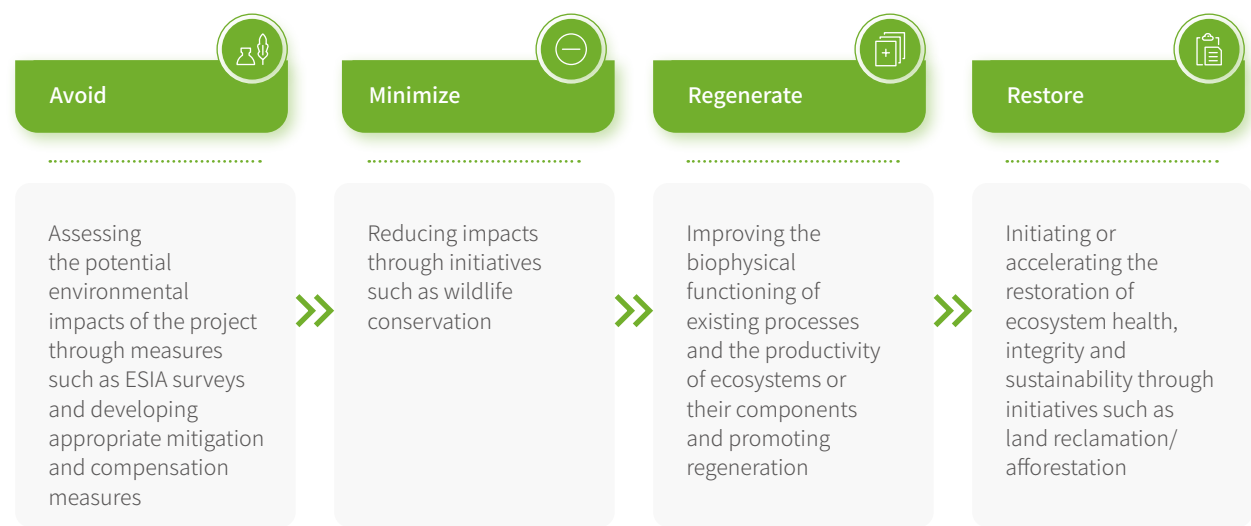 Avoid
Assessing
the potential
environmental
impacts of the project
through measures
such as ESIA surveys
and developing
appropriate mitigation
and compensation
measures
Minimize
Reducing impacts
through initiatives
such as wildlife
conservation
Regenerate
Improving the
biophysical
functioning of
existing processes
and the productivity
of ecosystems or
their components
and promoting
regeneration
Restore
Initiating or
accelerating the
restoration of
ecosystem health,
integrity and
sustainability through
initiatives such as
land reclamation/
afforestation